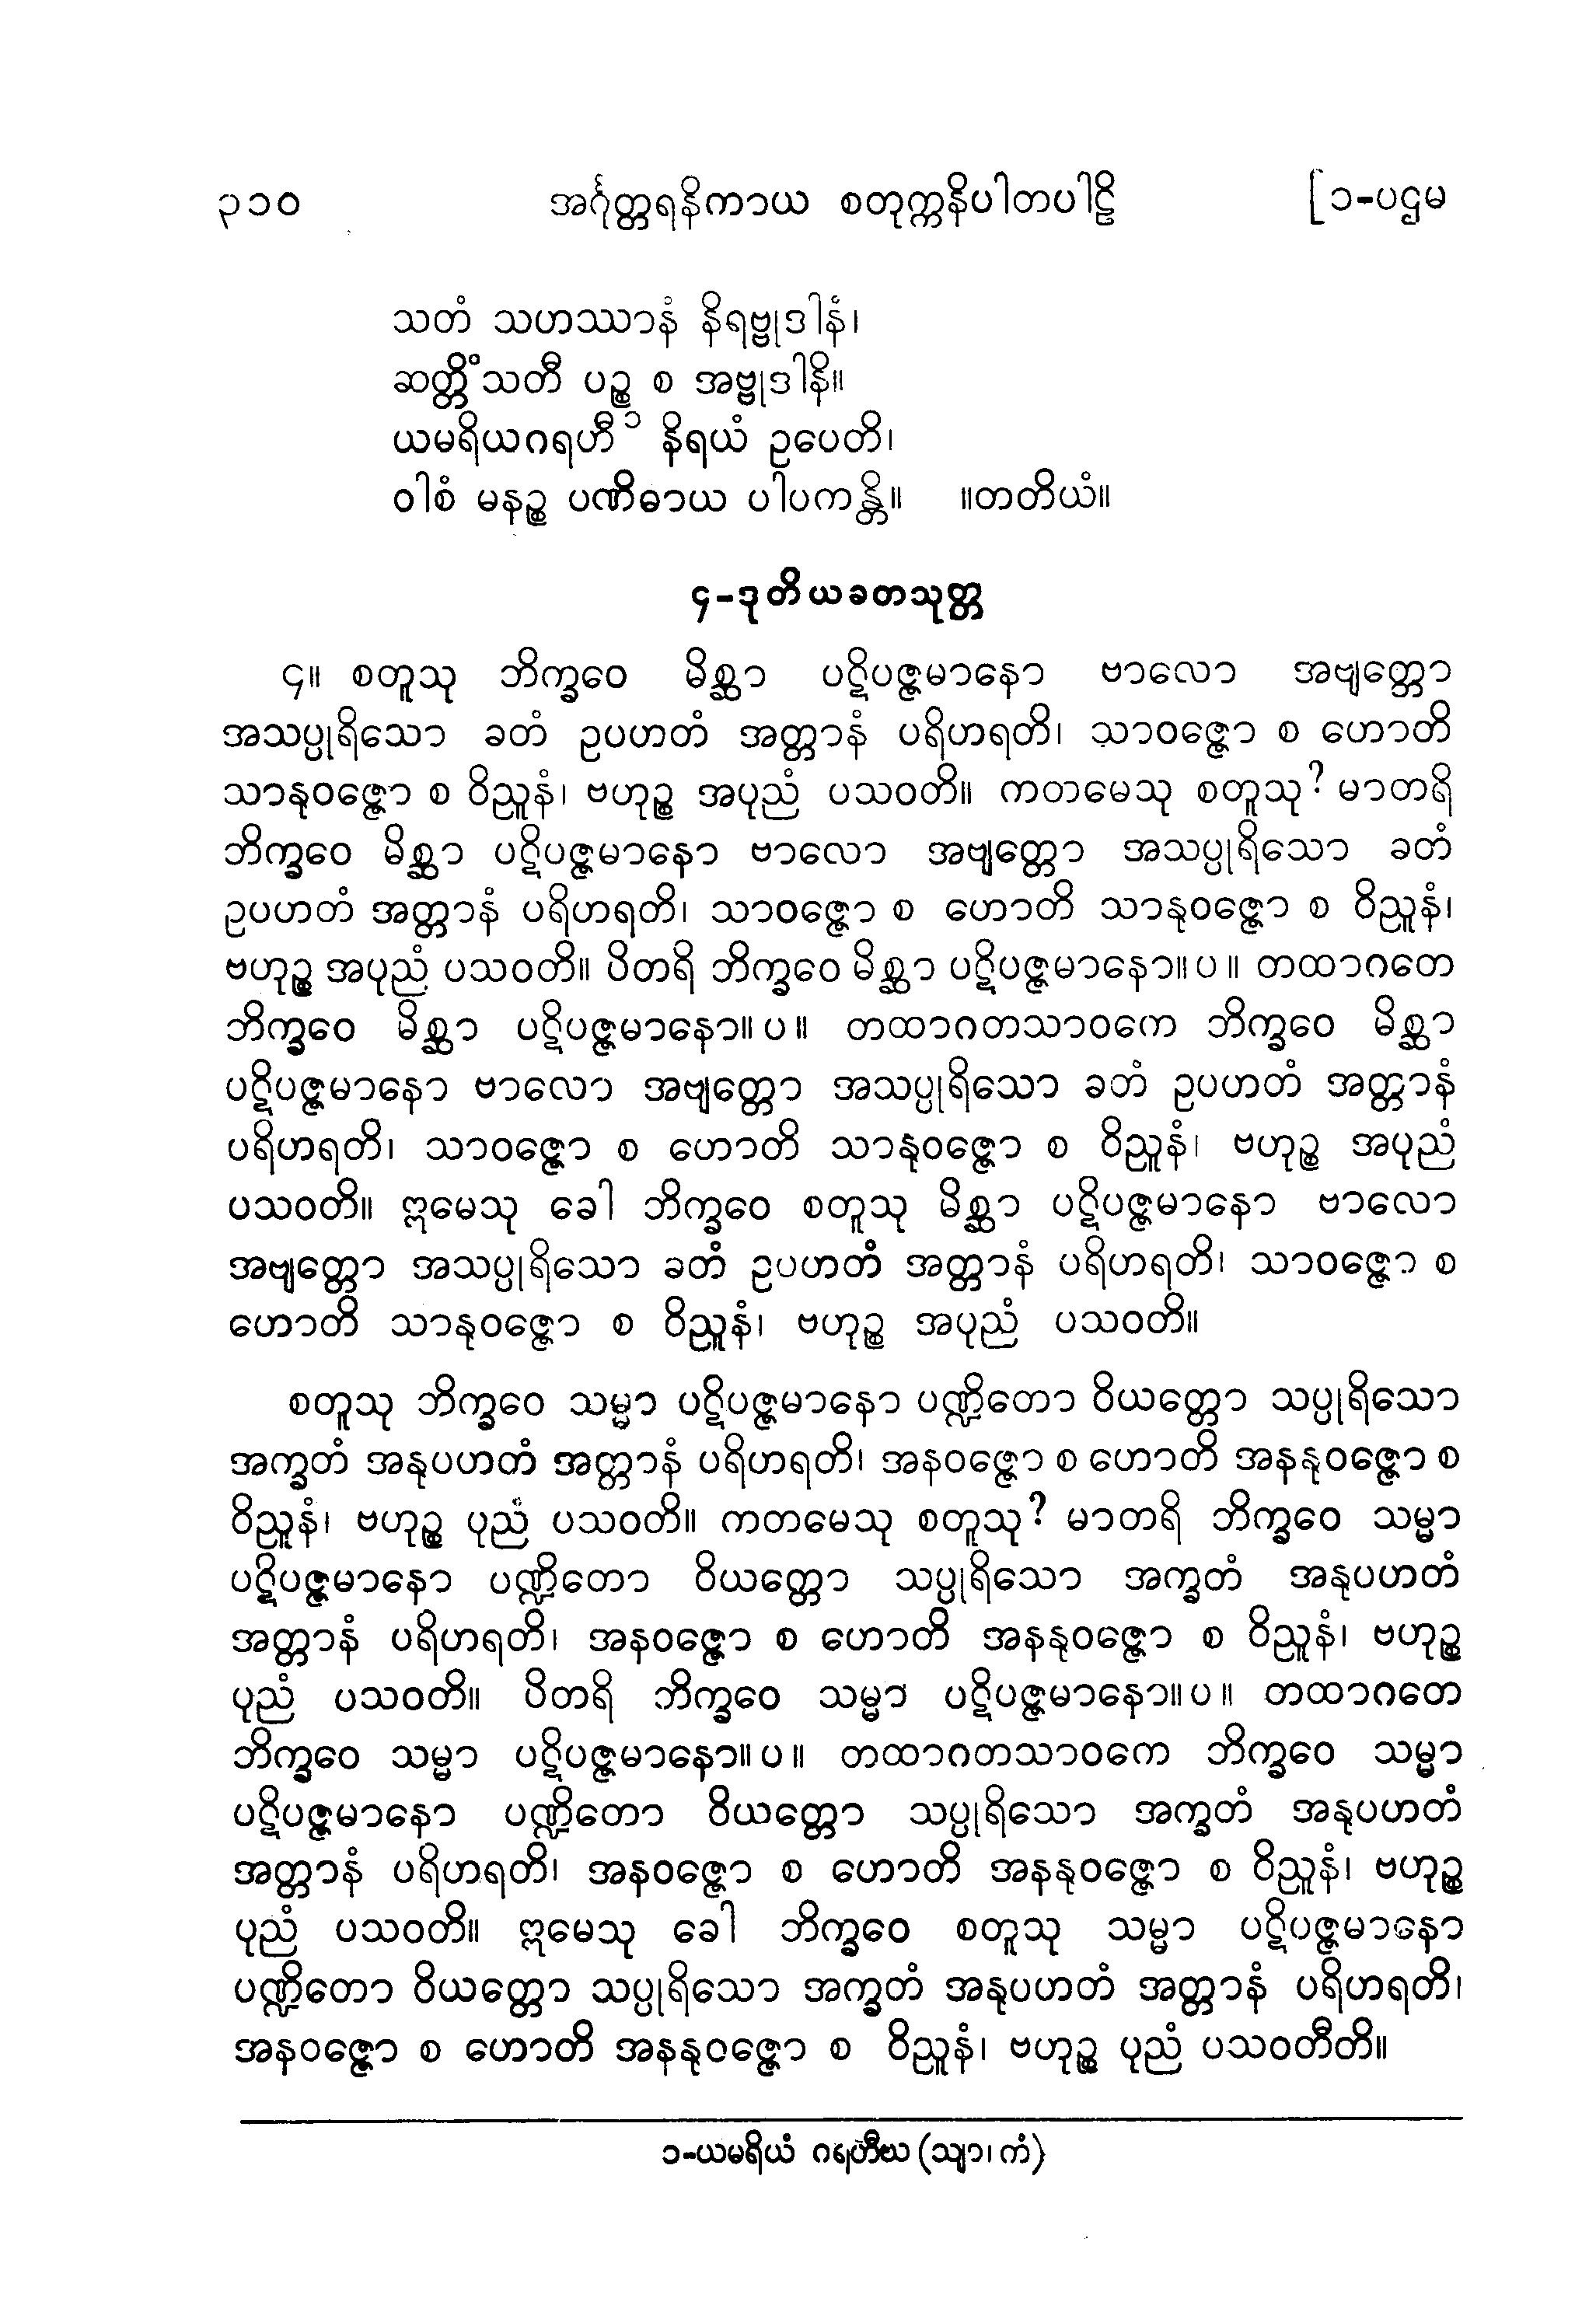 ၃၁၀ အင်္ဂုတ္တရနိကာယ စတုက္ကနိပါတပါဠိ [၁-ပဌမ
သတံ သဟဿာနံ နိရဗ္ဗုဒါနံ၊
ဆတ္တိံသတီ ပဉ္စ စ အဗ္ဗုဒါနိ။
ယမရိယဂရဟီ ၁ နိရယံ ဥပေတိ၊
ဝါစံ မနဉ္စ ပဏိဓာယ ပါပကန္တိ။ ။တတိယံ။
၄-ဒုတိယခတသုတ္တ
၄။ စတူသု ဘိက္ခဝေ မိစ္ဆာ ပဋိပဇ္ဇမာနော ဗာလော အဗျတ္တော
အသပ္ပုရိသော ခတံ ဥပဟတံ အတ္တာနံ ပရိဟရတိ၊ သာဝဇ္ဇော စ ဟောတိ
သာနုဝဇ္ဇော စ ဝိညူနံ၊ ဗဟုဉ္စ အပုညံ ပသဝတိ။ ကတမေသု စတူသု? မာတရိ
ဘိက္ခဝေ မိစ္ဆာ ပဋိပဇ္ဇမာနော ဗာလော အဗျတ္တော အသပ္ပုရိသော ခတံ
ဥပဟတံ အတ္တာနံ ပရိဟရတိ၊ သာဝဇ္ဇော စ ဟောတိ သာနုဝဇ္ဇော စ ဝိညူနံ၊
ဗဟုဉ္စ အပုညံ ပသဝတိ။ ပိတရိ ဘိက္ခဝေ မိစ္ဆာ ပဋိပဇ္ဇမာနော။ပ။ တထာဂတေ
ဘိက္ခဝေ မိစ္ဆာ ပဋိပဇ္ဇမာနော။ပ။ တထာဂတသာဝကေ ဘိက္ခဝေ မိစ္ဆာ
ပဋိပဇ္ဇမာနော ဗာလော အဗျတ္တော အသပ္ပုရိသော ခတံ ဥပဟတံ အတ္တာနံ
ပရိဟရတိ၊ သာဝဇ္ဇော စ ဟောတိ သာနုဝဇ္ဇော စ ဝိညူနံ၊ ဗဟုဉ္စ အပုညံ
ပသဝတိ။ ဣမေသု ခေါ ဘိက္ခဝေ စတူသု မိစ္ဆာ ပဋိပဇ္ဇမာနော ဗာလော
အဗျတ္တော အသပ္ပုရိသော ခတံ ဥပဟတံ အတ္တာနံ ပရိဟရတိ၊ သာဝဇ္ဇော စ
ဟောတိ သာနုဝဇ္ဇော စ ဝိညူနံ၊ ဗဟုဉ္စ အပုညံ ပသဝတိ။
စတူသု ဘိက္ခဝေ သမ္မာ ပဋိပဇ္ဇမာနော ပဏ္ဍိတော ဝိယတ္တော သပ္ပုရိသော
အက္ခတံ အနုပဟတံ အတ္တာနံ ပရိဟရတိ၊ အနဝဇ္ဇော စ ဟောတိ အနနုဝဇ္ဇော စ
ဝိညူနံ၊ ဗဟုဉ္စ ပုညံ ပသဝတိ။ ကတမေသု စတူသု? မာတရိ ဘိက္ခဝေ သမ္မာ
ပဋိပဇ္ဇမာနော ပဏ္ဍိတော ဝိယတ္တော သပ္ပုရိသော အက္ခတံ အနုပဟတံ
အတ္တာနံ ပရိဟရတိ၊ အနဝဇ္ဇော စ ဟောတိ အနနုဝဇ္ဇော စ ဝိညူနံ၊ ဗဟုဉ္စ
ပုညံ ပသဝတိ။ ပိတရိ ဘိက္ခဝေ သမ္မာ ပဋိပဇ္ဇမာနော။ပ။ တထာဂတေ
ဘိက္ခဝေ သမ္မာ ပဋိပဇ္ဇမာနော။ပ။ တထာဂတသာဝကေ ဘိက္ခဝေ သမ္မာ
ပဋိပဇ္ဇမာနော ပဏ္ဍိတော ဝိယတ္တော သပ္ပုရိသော အက္ခတံ အနုပဟတံ
အတ္တာနံ ပရိဟရတိ၊ အနဝဇ္ဇော စ ဟောတိ အနနုဝဇ္ဇော စ ဝိညူနံ၊ ဗဟုဉ္စ
ပုညံ ပသဝတိ။ ဣမေသု ခေါ ဘိက္ခဝေ စတူသု သမ္မာ ပဋိပဇ္ဇမာနော
ပဏ္ဍိတော ဝိယတ္တော သပ္ပုရိသော အက္ခတံ အနုပဟတံ အတ္တာနံ ပရိဟရတိ၊
အနဝဇ္ဇော စ ဟောတိ အနနုဝဇ္ဇော စ ဝိညူနံ၊ ဗဟုဉ္စ ပုညံ ပသဝတီတိ။
၁-ယမရိယံ ဂရဟီယ (သျာ၊ ကံ)